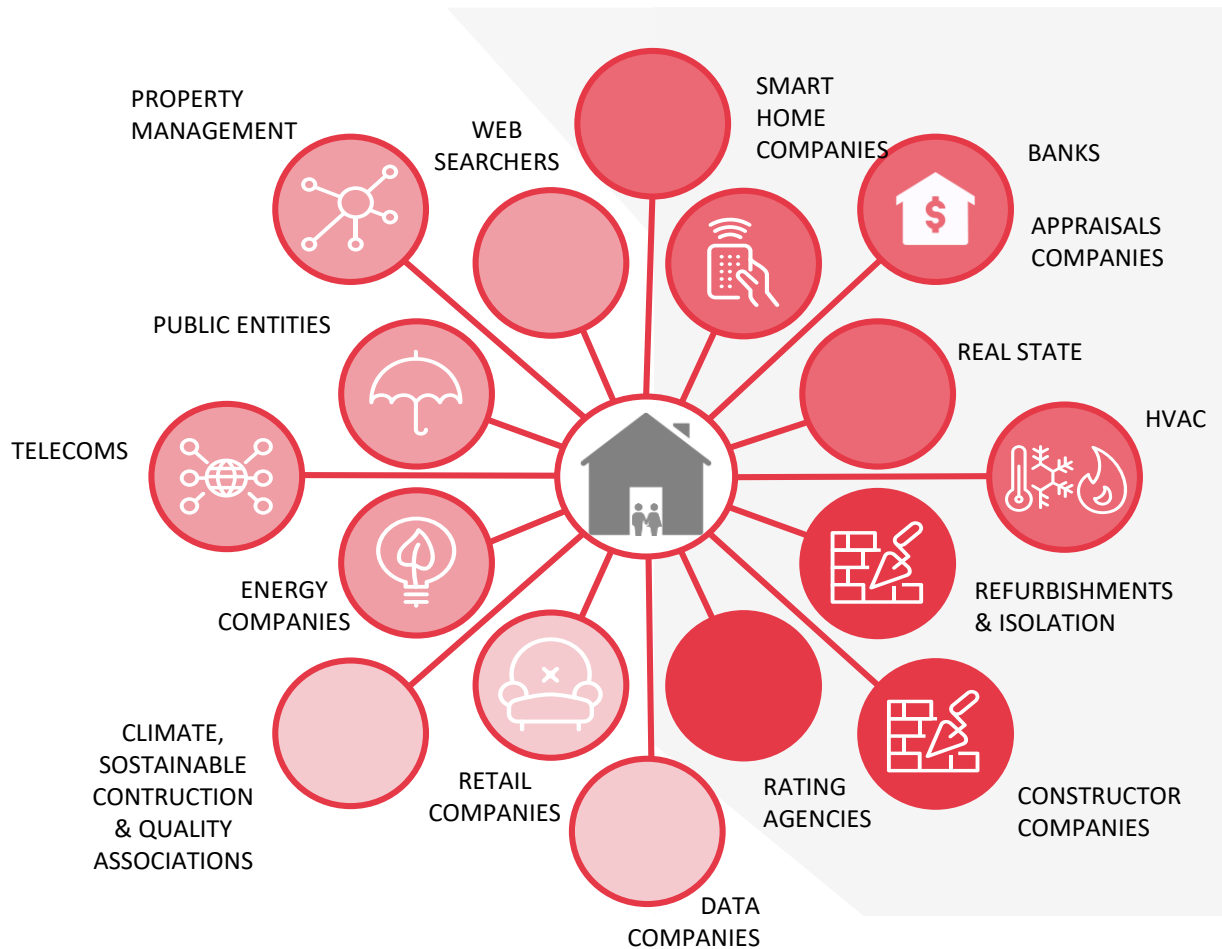 PROPERTY
MANAGEMENT
WEB
SEARCHERS
SMART
HOME
COMPANIES
BANKS
$
APPRAISALS
COMPANIES
PUBLIC ENTITIES
REAL STATE
HVAC
TELECOMS
ENERGY
COMPANIES
REFURBISHMENTS
& ISOLATION
CLIMATE,
SOSTAINABLE
CONTRUCTION
& QUALITY
ASSOCIATIONS
RETAIL
COMPANIES
RATING
AGENCIES
CONSTRUCTOR
COMPANIES
DATA
COMPANIES